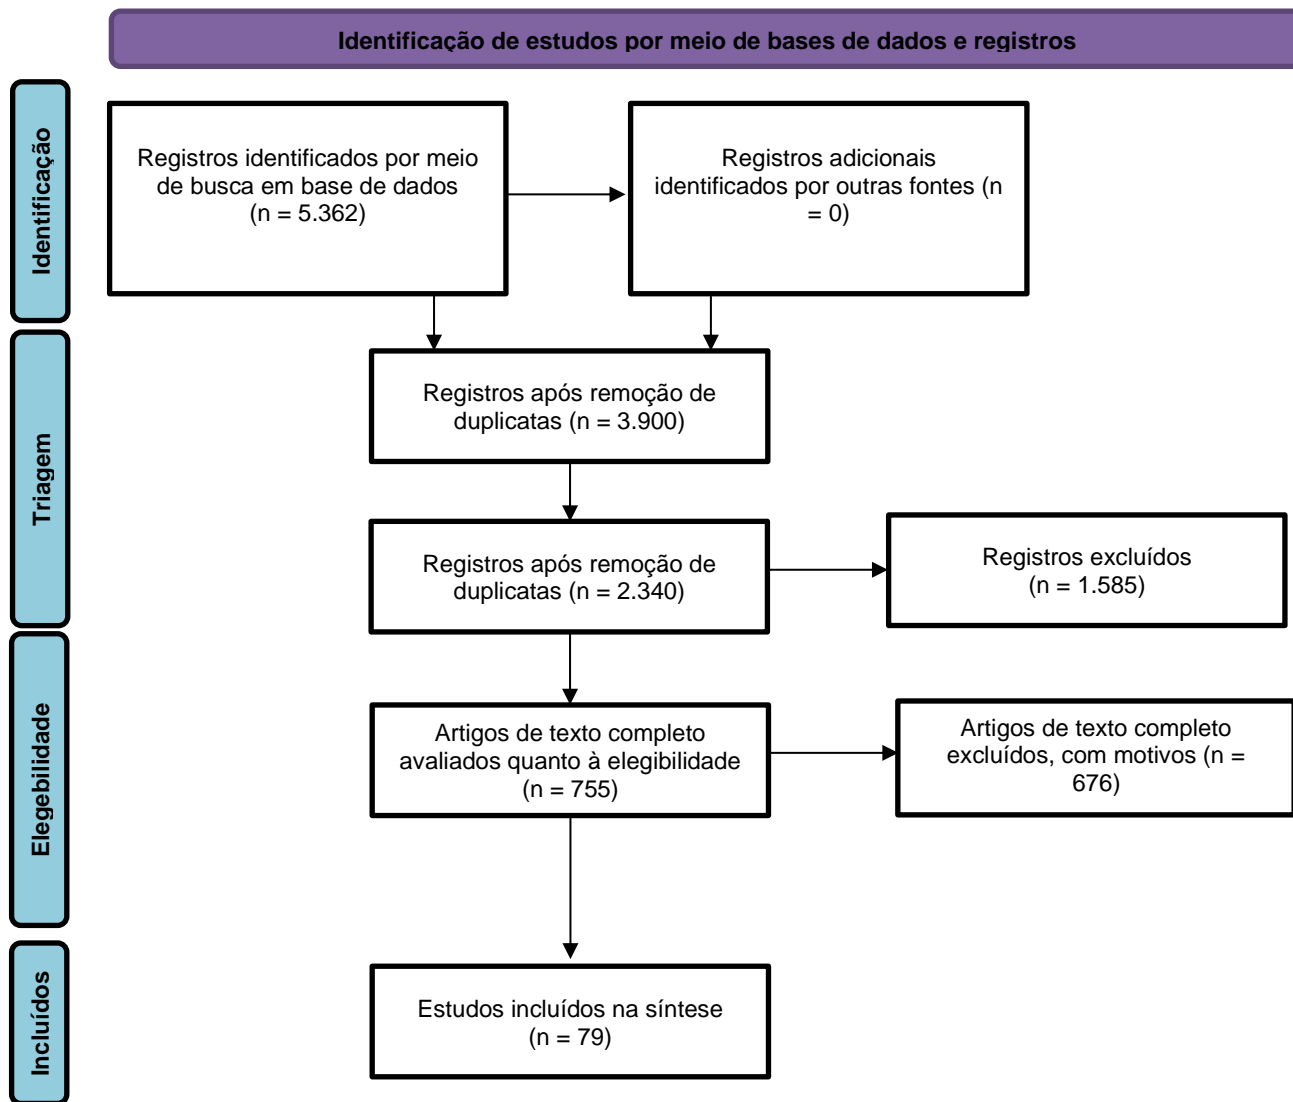 Identificação de estudos por meio de bases de dados e registros
Identificação
Registros identificados por meio
de busca em base de dados
(n = 5.362)
Registros adicionais
identificados por outras fontes (n
= 0)
Triagem
Registros após remoção de
duplicatas (n = 3.900)
Registros após remoção de
duplicatas (n = 2.340)
Registros excluídos
(n = 1.585)
Elegebilidade
Artigos de texto completo
avaliados quanto à elegibilidade
(n = 755)
Artigos de texto completo
excluídos, com motivos (n =
676)
Incluídos
Estudos incluídos na síntese
(n = 79)